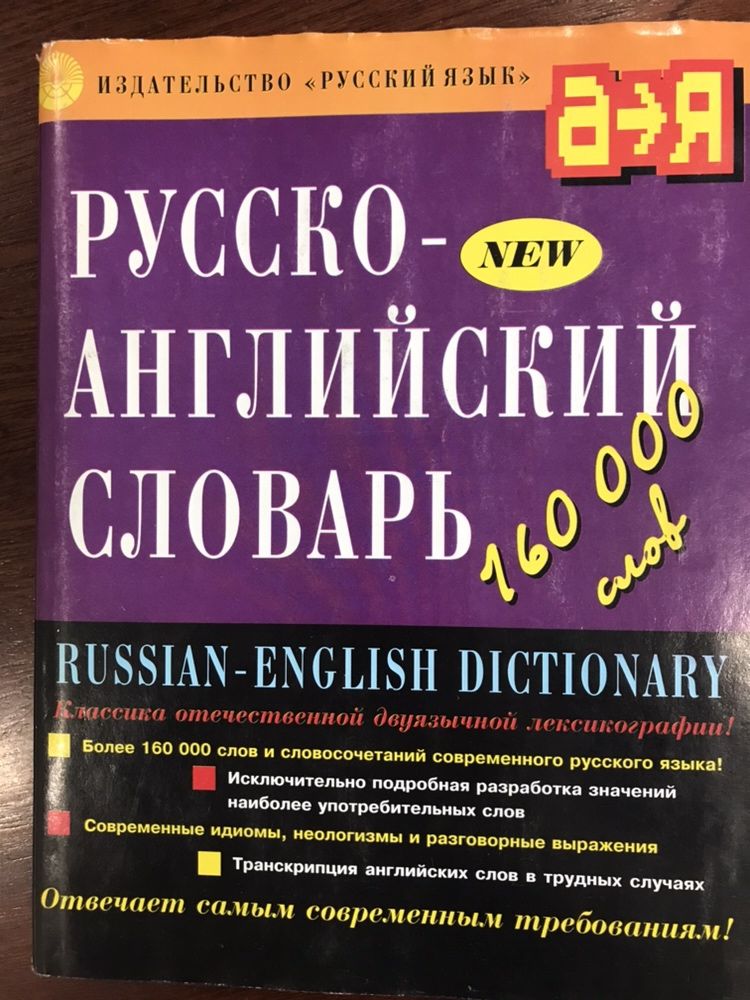 ИЗДАТЕЛЬСТВО «РУССКИЙ ЯЗЫК»
а→я
РУССКО-
NEW
АНГЛИЙСКИЙ
СЛОВАРЬ
160 000
слов
RUSSIAN-ENGLISH DICTIONARY
Классика отечественной двуязычной лексикографии!
Более 160 000 слов и словосочетаний современного русского языка!
Исключительно подробная разработка значений
наиболее употребительных слов
Современные идиомы, неологизмы и разговорные выражения
Транскрипция английских слов в трудных случаях
Отвечает самым современным требованиям!